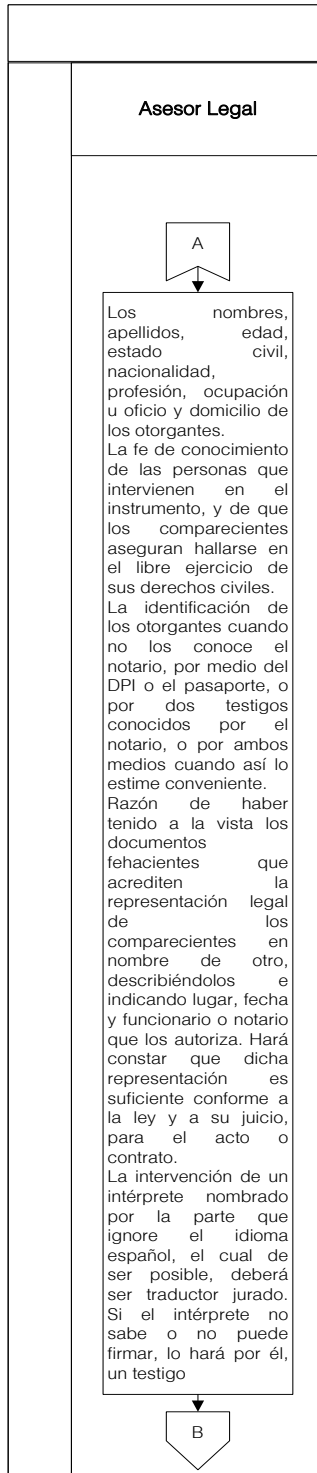 Asesor Legal
A
Los nombres,
apellidos, edad,
estado civil,
nacionalidad,
profesión, ocupación
u oficio y domicilio de
los otorgantes.
La fe de conocimiento
de las personas que
intervienen en el
instrumento, y de que
los comparecientes
aseguran hallarse en
el libre ejercicio de
sus derechos civiles.
La identificación de
los otorgantes cuando
no los conoce el
notario, por medio del
DPI o el pasaporte, o
por dos testigos
conocidos por el
notario, o por ambos
medios cuando así lo
estime conveniente.
Razón de haber
tenido a la vista los
documentos
fehacientes que
acrediten la
representación legal
de los
comparecientes en
nombre de otro,
describiéndolos e
indicando lugar, fecha
y funcionario o notario
que los autoriza. Hará
constar que dicha
representación es
suficiente conforme a
la ley y a su juicio,
para el acto o
contrato.
La intervención de un
intérprete nombrado
por la parte que
ignore el idioma
español, el cual de
ser posible, deberá
ser traductor jurado.
Si el intérprete no
sabe o no puede
firmar, lo hará por él,
un testigo
B